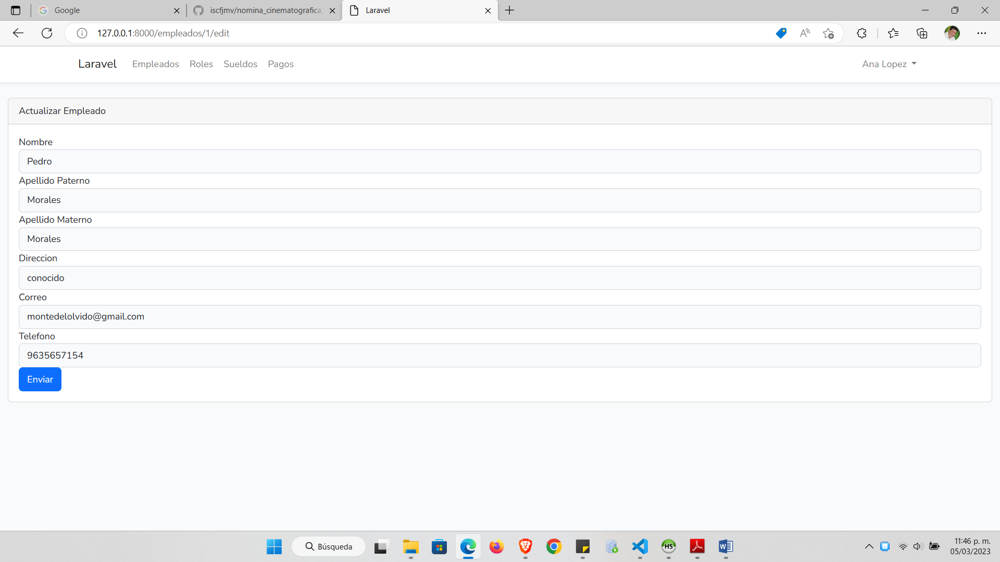 Google
iscfjmv/nomina_cinematografica_
Laravel
127.0.0.1:8000/empleados/1/edit
Laravel Empleados Roles Sueldos Pagos Ana Lopez
Actualizar Empleado
Nombre
Pedro
Apellido Paterno
Morales
Apellido Materno
Morales
Direccion
conocido
Correo
montedelolvido@gmail.com
Telefono
9635657154
Enviar
Búsqueda
HS
W
11:46 p. m.
05/03/2023